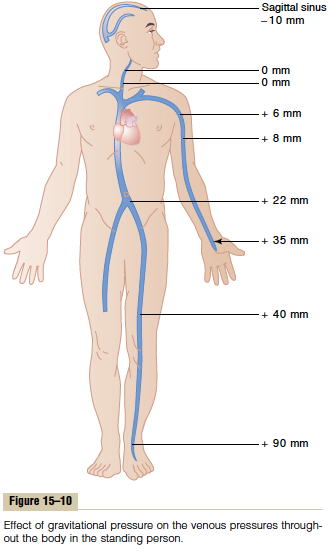 Sagittal sinus
−10 mm
0 mm
0 mm
+ 6 mm
+ 8 mm
+ 22 mm
+ 35 mm
+ 40 mm
+ 90 mm
Figure 15–10
Effect of gravitational pressure on the venous pressures through-
out the body in the standing person.